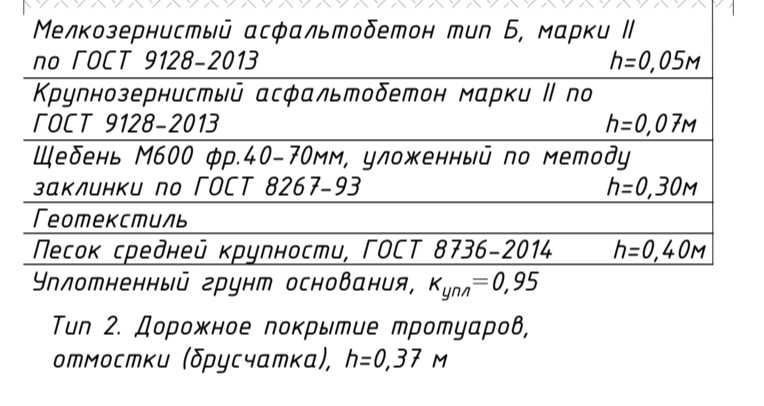 Мелкозернистый асфальтобетон тип Б, марки II
по ГОСТ 9128-2013 h=0,05м
Крупнозернистый асфальтобетон марки II по
ГОСТ 9128-2013 h=0,07м
Щебень М600 фр.40-70мм, уложенный по методу
заклинки по ГОСТ 8267-93 h=0,30м
Геотекстиль
Песок средней крупности, ГОСТ 8736-2014 h=0,40м
Уплотненный грунт основания, купл=0,95
Тип 2. Дорожное покрытие тротуаров,
отмостки (брусчатка), h=0,37 м